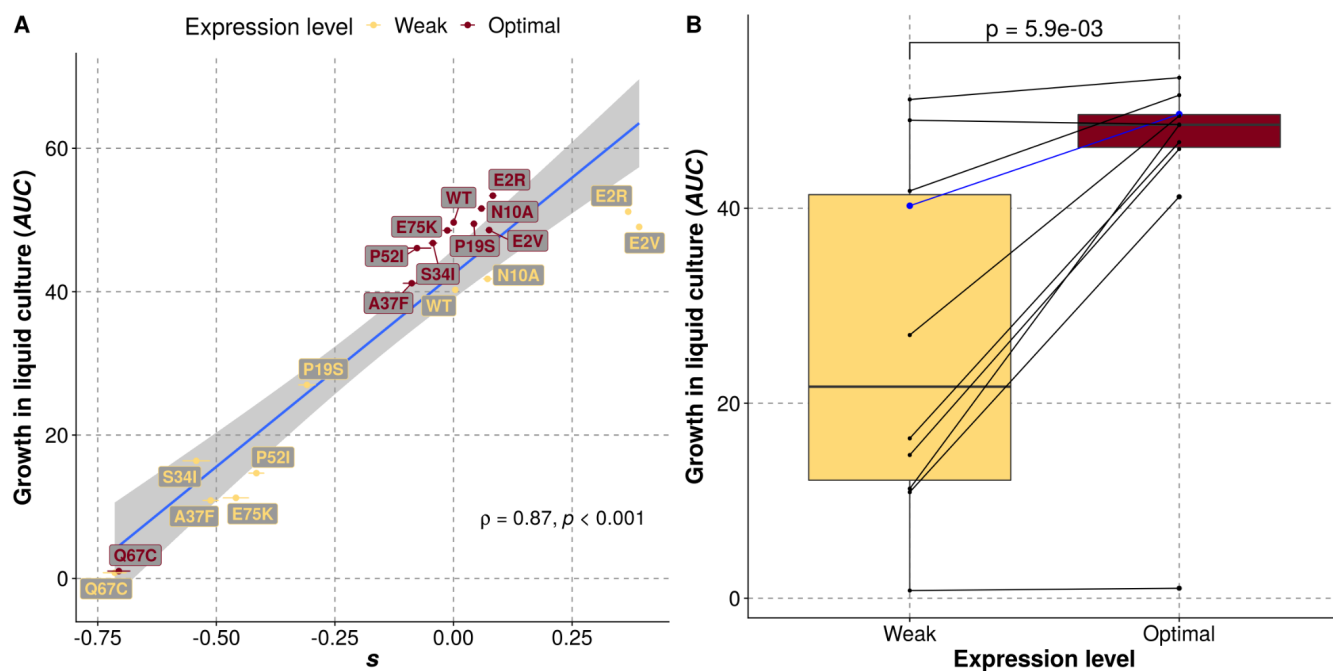 A
Expression level
Weak
Optimal
Growth in liquid culture (AUC)
60
40
20
0
E2R
WT
N10A
E75K
E2V
P19S
P52I
S34I
A37F
E2R
E2V
N10A
WT
P19S
P52I
S34I
A37F
E75K
Q67C
Q67C
ρ = 0.87, p < 0.001
-0.75
-0.50
-0.25
0.00
0.25
s
B
p = 5.9e-03
Growth in liquid culture (AUC)
40
20
0
Weak
Optimal
Expression level